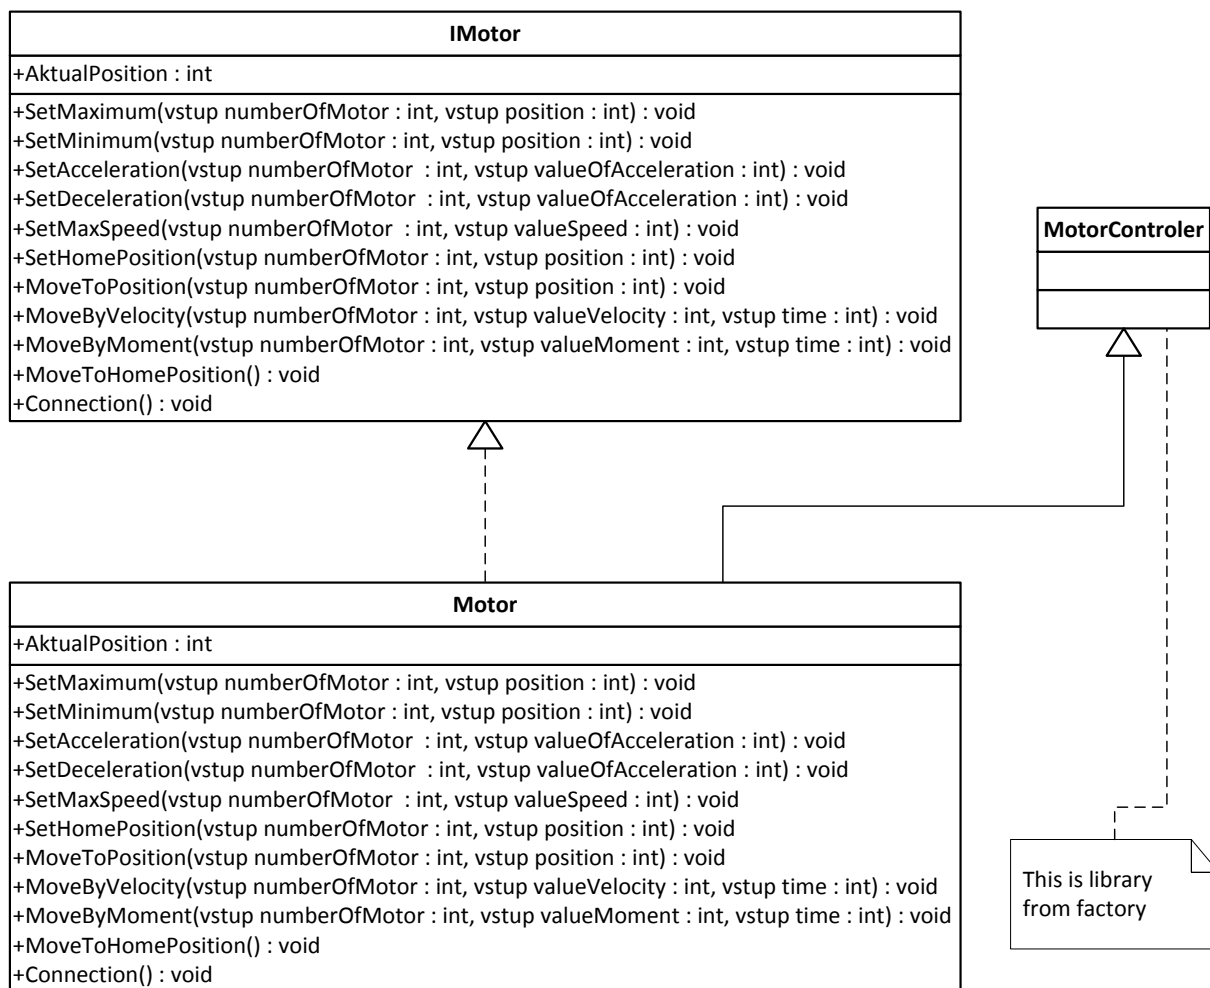 IMotor
+AktualPosition : int
+SetMaximum(vstup numberOfMotor : int, vstup position : int) : void
+SetMinimum(vstup numberOfMotor : int, vstup position : int) : void
+SetAcceleration(vstup numberOfMotor  : int, vstup valueOfAcceleration : int) : void
+SetDeceleration(vstup numberOfMotor  : int, vstup valueOfAcceleration : int) : void
+SetMaxSpeed(vstup numberOfMotor  : int, vstup valueSpeed : int) : void
+SetHomePosition(vstup numberOfMotor : int, vstup position : int) : void
+MoveToPosition(vstup numberOfMotor : int, vstup position : int) : void
+MoveByVelocity(vstup numberOfMotor : int, vstup valueVelocity : int, vstup time : int) : void
+MoveByMoment(vstup numberOfMotor : int, vstup valueMoment : int, vstup time : int) : void
+MoveToHomePosition() : void
+Connection() : void
MotorControler
Motor
+AktualPosition : int
+SetMaximum(vstup numberOfMotor : int, vstup position : int) : void
+SetMinimum(vstup numberOfMotor : int, vstup position : int) : void
+SetAcceleration(vstup numberOfMotor  : int, vstup valueOfAcceleration : int) : void
+SetDeceleration(vstup numberOfMotor  : int, vstup valueOfAcceleration : int) : void
+SetMaxSpeed(vstup numberOfMotor  : int, vstup valueSpeed : int) : void
+SetHomePosition(vstup numberOfMotor : int, vstup position : int) : void
+MoveToPosition(vstup numberOfMotor : int, vstup position : int) : void
+MoveByVelocity(vstup numberOfMotor : int, vstup valueVelocity : int, vstup time : int) : void
+MoveByMoment(vstup numberOfMotor : int, vstup valueMoment : int, vstup time : int) : void
+MoveToHomePosition() : void
+Connection() : void
This is library
from factory